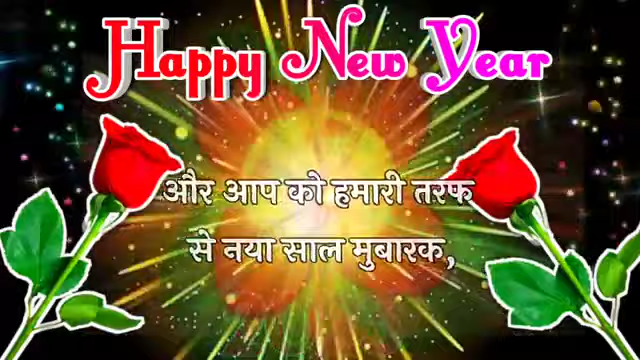 Happy New Year
और आप को हमारी तरफ
से नया साल मुबारक,